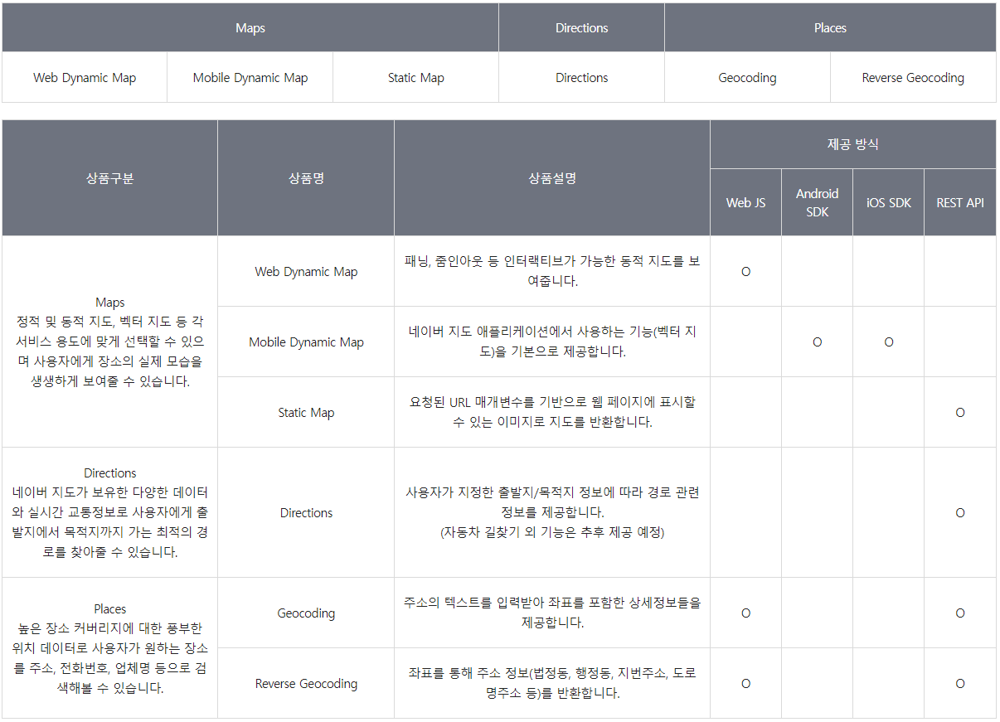 Maps Directions Places
Web Dynamic Map Mobile Dynamic Map Static Map Directions Geocoding Reverse Geocoding
상품구분 상품명 상품설명 제공 방식
Web JS Android SDK iOS SDK REST API
Maps
정적 및 동적 지도, 벡터 지도 등 각
서비스 용도에 맞게 선택할 수 있으
며 사용자에게 장소의 실제 모습을
생생하게 보여줄 수 있습니다.
Web Dynamic Map
패닝, 줌인아웃 등 인터랙티브가 가능한 동적 지도를 보
여줍니다.
O
Mobile Dynamic Map
네이버 지도 애플리케이션에서 사용하는 기능(벡터 지
도)을 기본으로 제공합니다.
O O
Static Map
요청된 URL 매개변수를 기반으로 웹 페이지에 표시할
수 있는 이미지로 지도를 반환합니다.
O
Directions
네이버 지도가 보유한 다양한 데이터
와 실시간 교통정보로 사용자에게 출
발지에서 목적지까지 가는 최적의 경
로를 찾아줄 수 있습니다.
Directions
사용자가 지정한 출발지/목적지 정보에 따라 경로 관련
정보를 제공합니다.
(자동차 길찾기 외 기능은 추후 제공 예정)
O
Places
높은 장소 커버리지에 대한 풍부한
위치 데이터로 사용자가 원하는 장소
를 주소, 전화번호, 업체명 등으로 검
색해볼 수 있습니다.
Geocoding
주소의 텍스트를 입력받아 좌표를 포함한 상세정보들을
제공합니다.
O O
Reverse Geocoding
좌표를 통해 주소 정보(법정동, 행정동, 지번주소, 도로
명주소 등)를 반환합니다.
O O